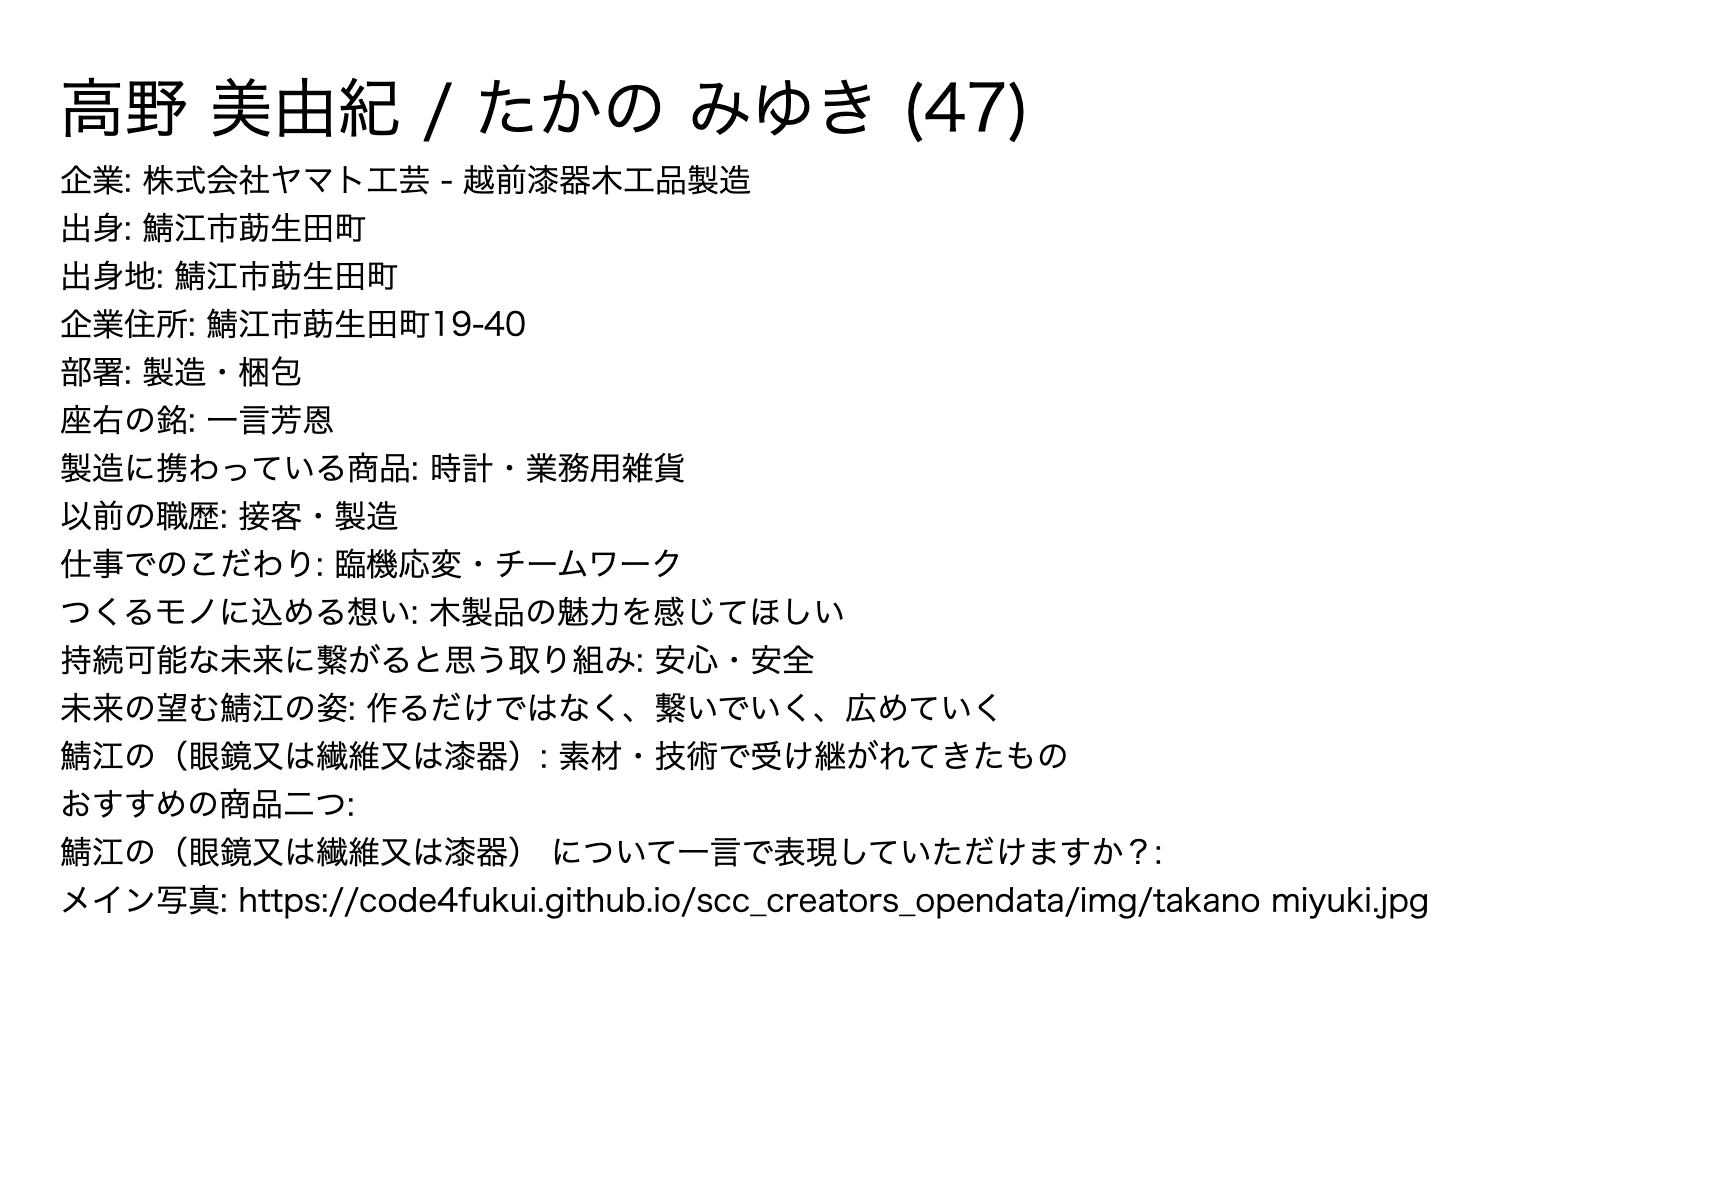 高野 美由紀 / たかの みゆき (47)
企業: 株式会社ヤマト工芸 - 越前漆器木工品製造
出身: 鯖江市莇生田町
出身地: 鯖江市莇生田町
企業住所: 鯖江市莇生田町19-40
部署: 製造・梱包
座右の銘: 一言芳恩
製造に携わっている商品: 時計・業務用雑貨
以前の職歴: 接客・製造
仕事でのこだわり: 臨機応変・チームワーク
つくるモノに込める想い: 木製品の魅力を感じてほしい
持続可能な未来に繋がると思う取り組み: 安心・安全
未来の望む鯖江の姿: 作るだけではなく、繋いでいく、広めていく
鯖江の（眼鏡又は繊維又は漆器）: 素材・技術で受け継がれてきたもの
おすすめの商品二つ:
鯖江の（眼鏡又は繊維又は漆器） について一言で表現していただけますか？:
メイン写真: https://code4fukui.github.io/scc_creators_opendata/img/takano miyuki.jpg